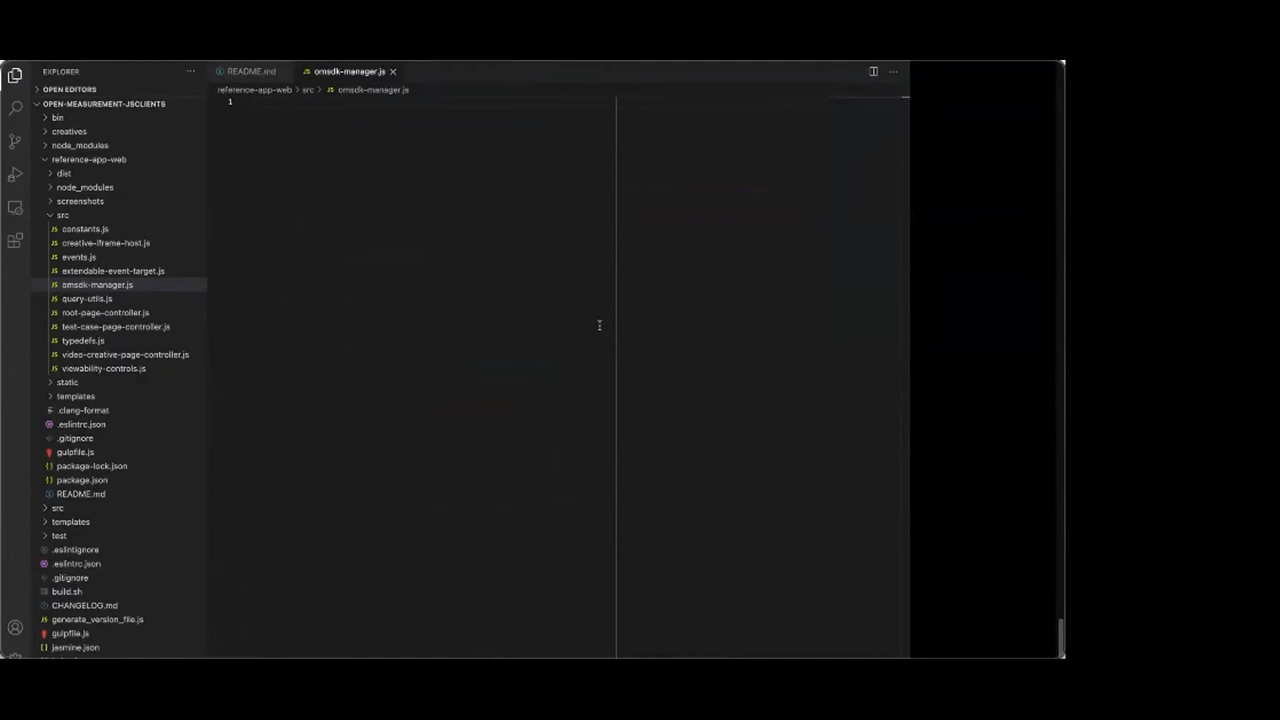 EXPLORER
README.md
omsdk-manager.js
OPEN EDITORS
reference-app-web > src > omsdk-manager.js
OPEN-MEASUREMENT-JSCLIENTS
1
bin
creatives
node_modules
reference-app-web
dist
node_modules
screenshots
src
constants.js
creative-iframe-host.js
events.js
extendable-event-target.js
omsdk-manager.js
query-utils.js
root-page-controller.js
test-case-page-controller.js
typedefs.js
video-creative-page-controller.js
viewability-controls.js
static
templates
.clang-format
.eslintrc.json
.gitignore
gulpfile.js
package-lock.json
package.json
README.md
src
templates
test
.eslintignore
.eslintrc.json
.gitignore
build.sh
CHANGELOG.md
generate_version_file.js
gulpfile.js
jasmine.json